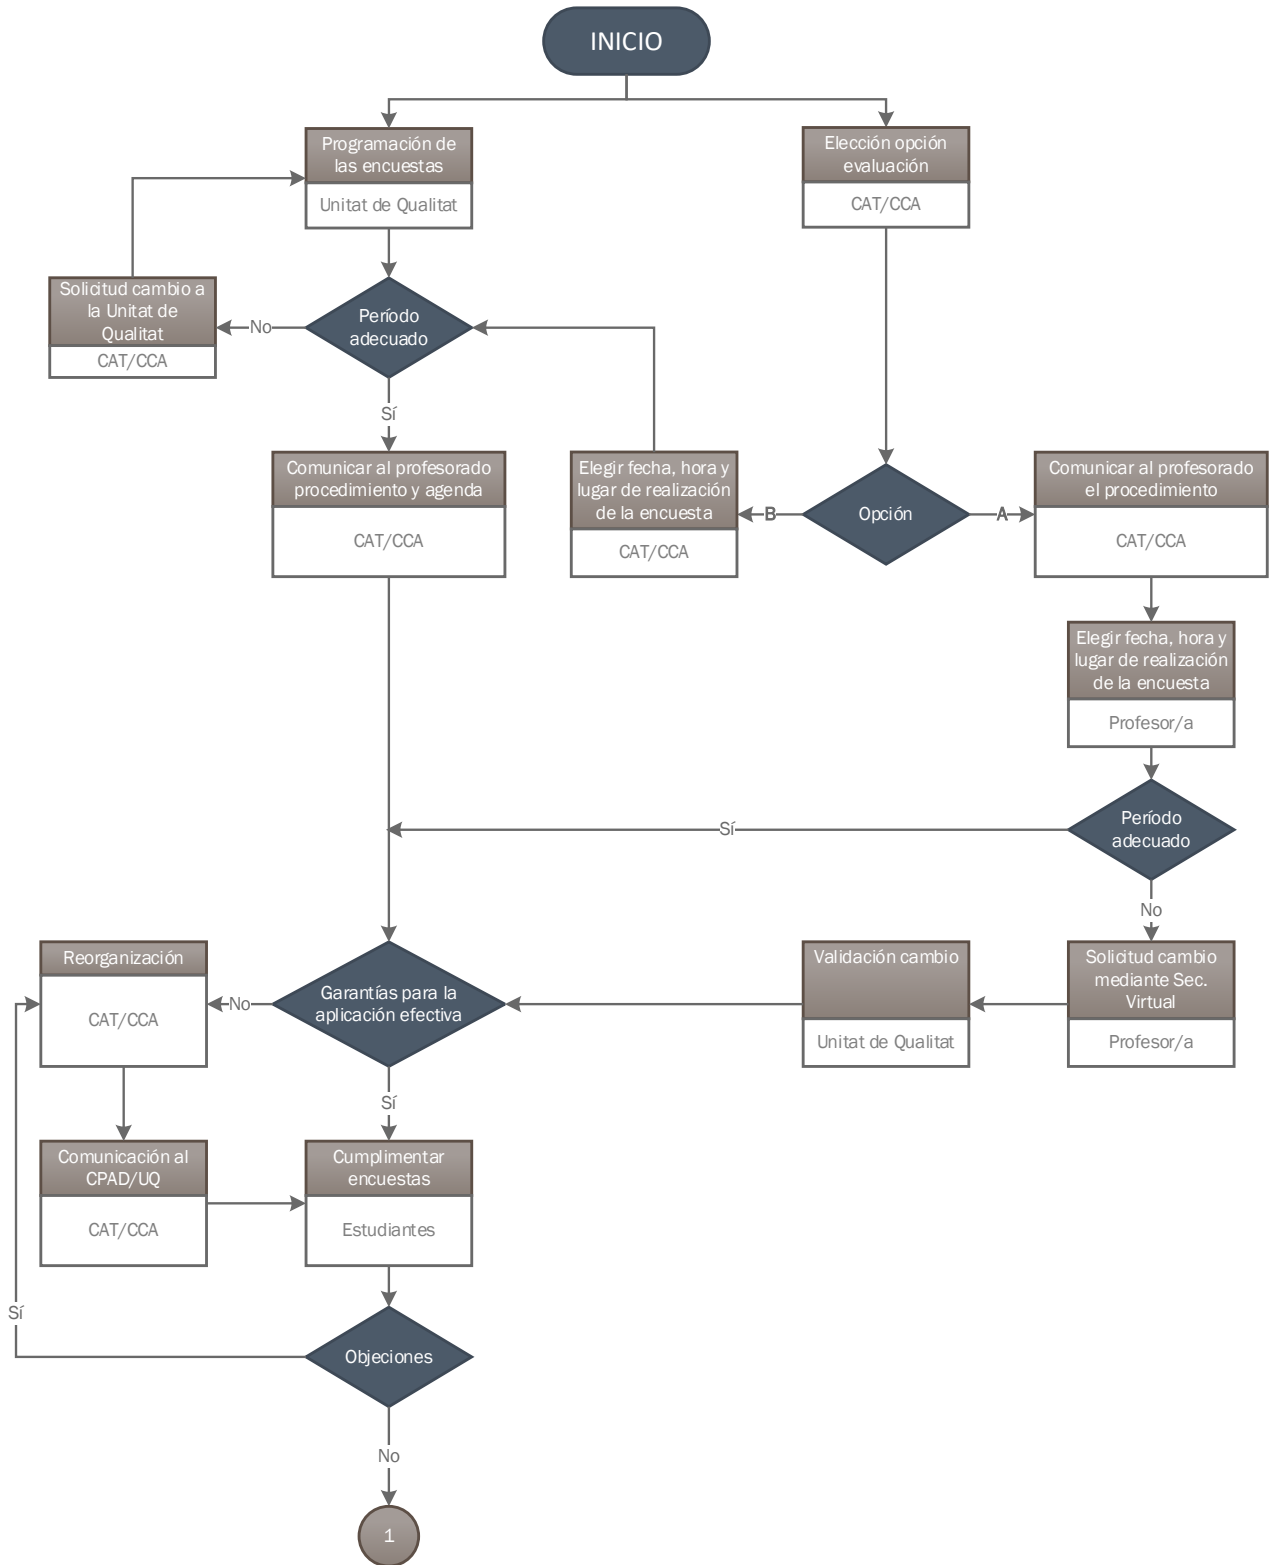 INICIO
Programación de
las encuestas
Unitat de Qualitat
Elección opción
evaluación
CAT/CCA
Solicitud cambio a
la Unitat de
Qualitat
CAT/CCA
No
Período
adecuado
Sí
Comunicar al profesorado
procedimiento y agenda
CAT/CCA
Elegir fecha, hora y
lugar de realización
de la encuesta
CAT/CCA
B
Opción
A
Comunicar al profesorado
el procedimiento
CAT/CCA
Elegir fecha, hora y
lugar de realización
de la encuesta
Profesor/a
Período
adecuado
Sí
No
Reorganización
CAT/CCA
No
Garantías para la
aplicación efectiva
Validación cambio
Unitat de Qualitat
Solicitud cambio
mediante Sec.
Virtual
Profesor/a
Sí
Comunicación al
CPAD/UQ
CAT/CCA
Cumplimentar
encuestas
Estudiantes
Sí
Objeciones
No
1